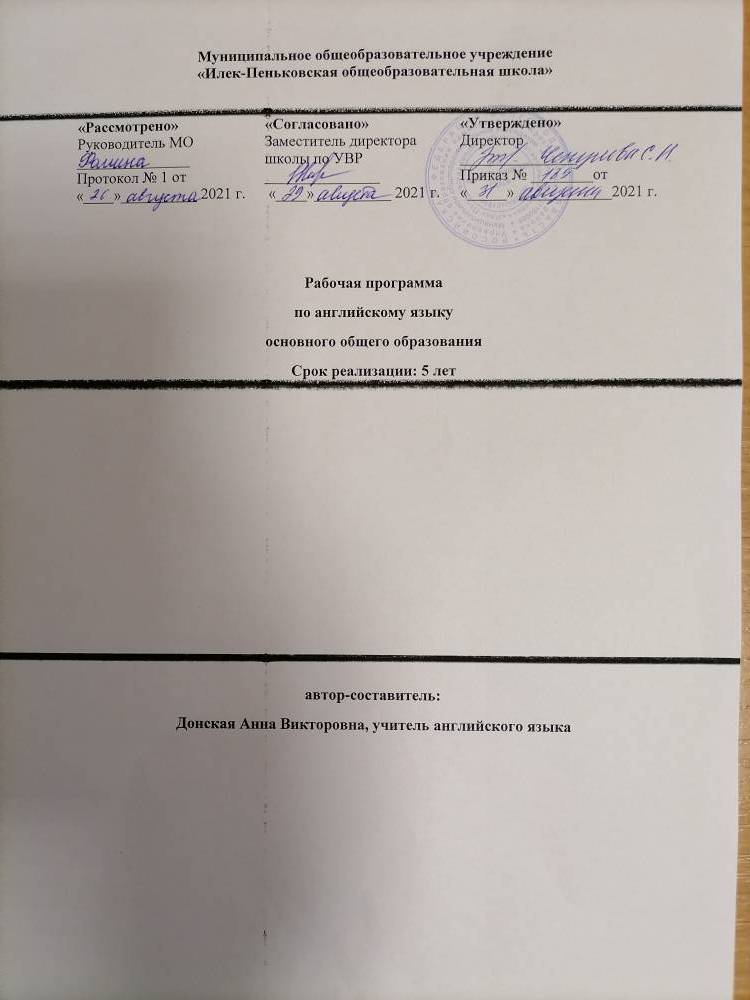 Муниципальное общеобразовательное учреждение
«Илек-Пеньковская общеобразовательная школа»
«Рассмотрено»
Руководитель МО
Фомина
Протокол № 1 от
« 26 » августа 2021 г.
«Согласовано»
Заместитель директора
школы по УВР
« 29 » августа 2021 г.
«Утверждено»
Директор
Приказ № от
« 31 » августа 2021 г.
Рабочая программа
по английскому языку
основного общего образования
Срок реализации: 5 лет
автор-составитель:
Донская Анна Викторовна, учитель английского языка